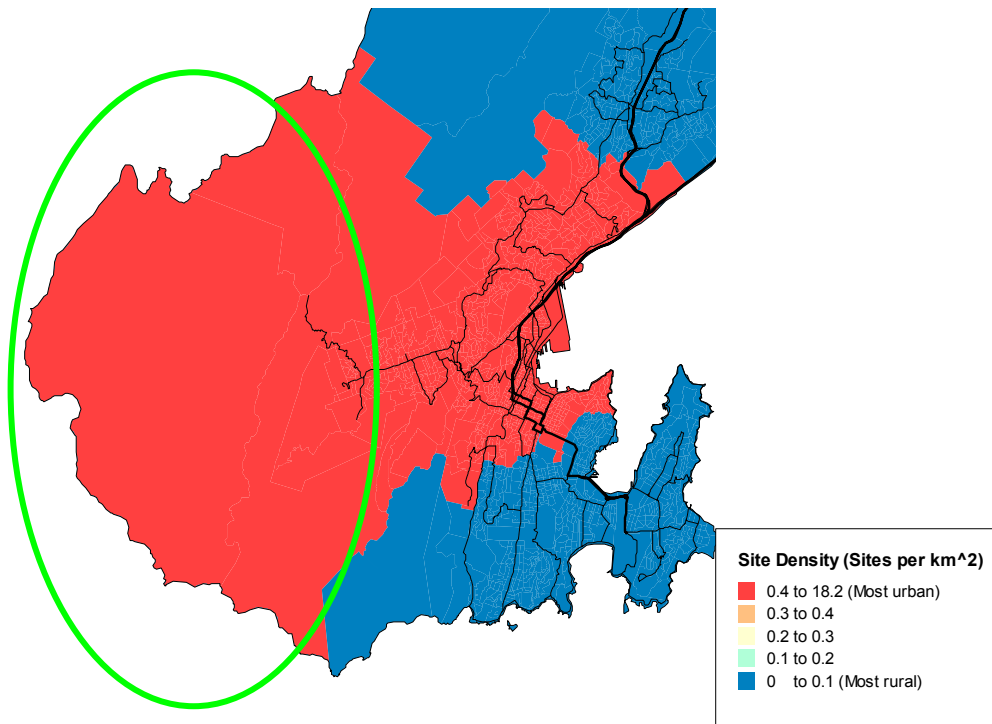 Site Density (Sites per km^2)
0.4 to 18.2 (Most urban)
0.3 to 0.4
0.2 to 0.3
0.1 to 0.2
0 to 0.1 (Most rural)